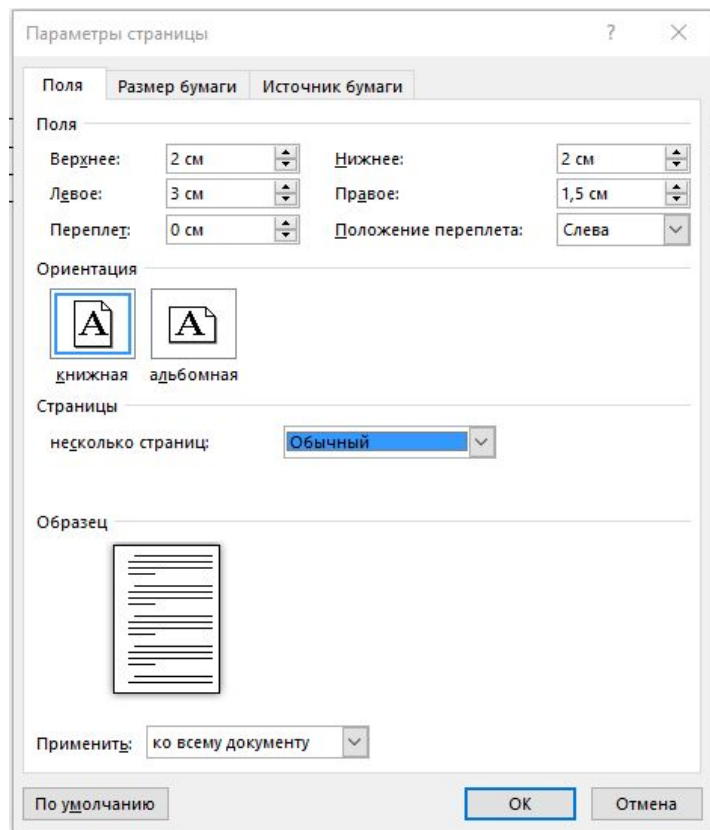 Параметры страницы ?
Поля Размер бумаги Источник бумаги
Поля
Верхнее: 2 см Нижнее: 2 см
Левое: 3 см Правое: 1,5 см
Переплет: 0 см Положение переплета: Слева
Ориентация
A A
книжная альбомная
Страницы
несколько страниц: Обычный
Образец
Применить: ко всему документу
По умолчанию ОК Отмена